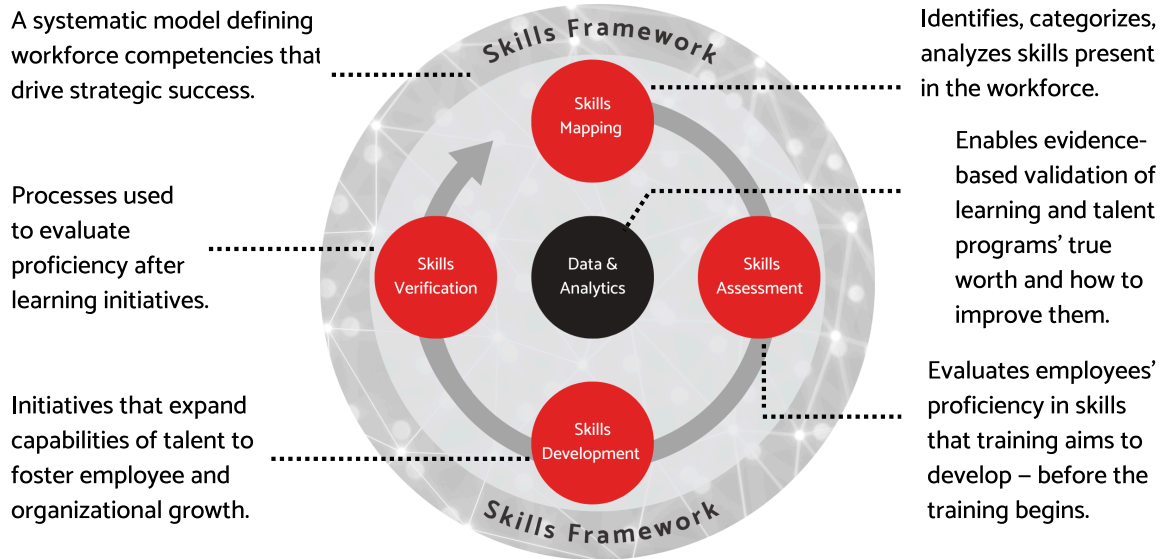 A systematic model defining
workforce competencies that
drive strategic success.
Processes used
to evaluate
proficiency after
learning initiatives.
Initiatives that expand
capabilities of talent to
foster employee and
organizational growth.
Skills Framework
Skills
Mapping
Skills
Verification
Data &
Analytics
Skills
Assessment
Skills
Development
Skills Framework
Identifies, categorizes,
analyzes skills present
in the workforce.
Enables evidence-
based validation of
learning and talent
programs’ true
worth and how to
improve them.
Evaluates employees’
proficiency in skills
that training aims to
develop – before the
training begins.